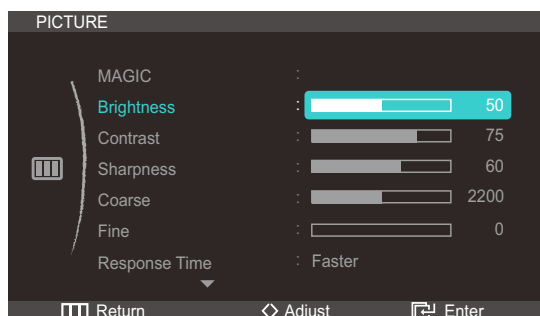 PICTURE
MAGIC :
Brightness : 50
Contrast : 75
Sharpness : 60
Coarse : 2200
Fine : 0
Response Time : Faster
Return Adjust Enter